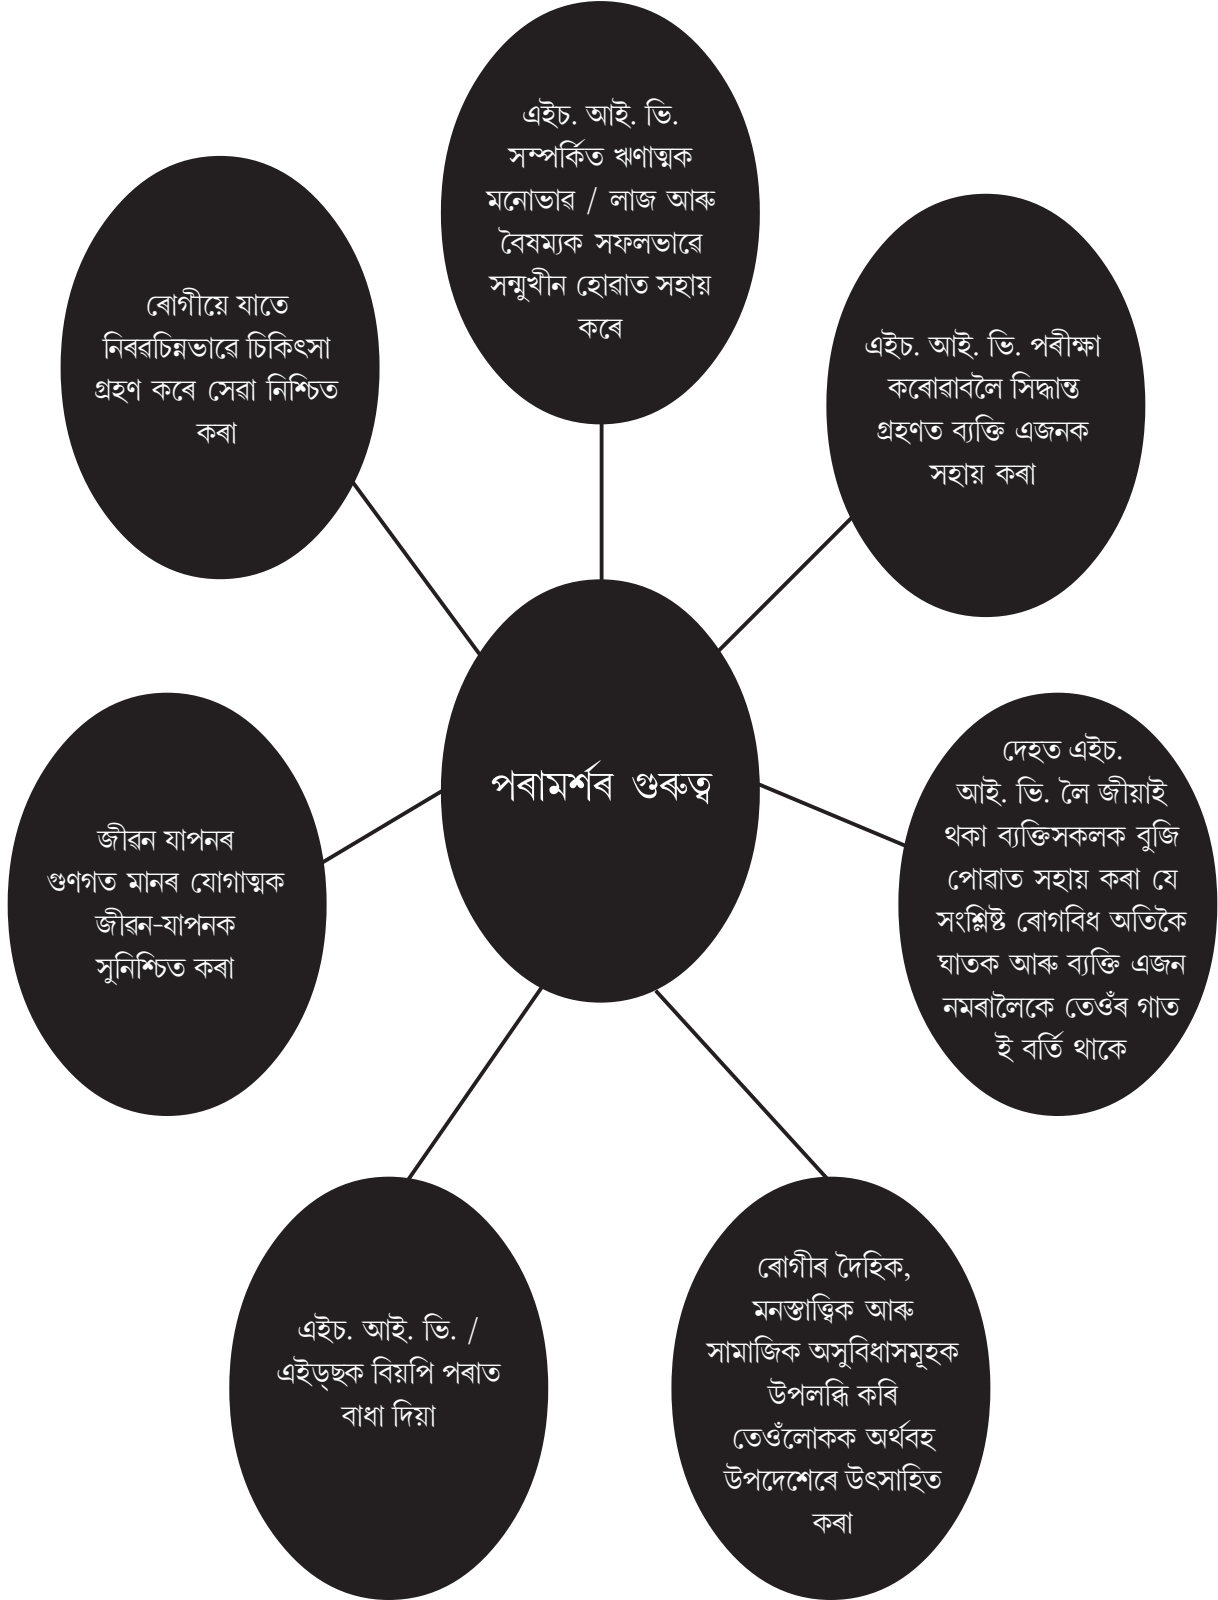 এইচ. আই. ভি.
সম্পৰ্কিত ঋণাত্মক
মনোভাৱ / লাজ আৰু
বৈষম্যক সফলভাৱে
সন্মুখীন হোৱাত সহায়
কৰে
ৰোগীয়ে যাতে
নিৰৱচিন্নভাৱে চিকিৎসা
গ্ৰহণ কৰে সেৱা নিশ্চিত
কৰা
এইচ. আই. ভি. পৰীক্ষা
কৰোৱাবলৈ সিদ্ধান্ত
গ্ৰহণত ব্যক্তি এজনক
সহায় কৰা
পৰামৰ্শৰ গুৰুত্ব
দেহত এইচ.
আই. ভি. লৈ জীয়াই
থকা ব্যক্তিসকলক বুজি
পোৱাত সহায় কৰা যে
সংশ্লিষ্ট ৰোগবিধ অতিকৈ
ঘাতক আৰু ব্যক্তি এজন
নমৰালৈকে তেওঁৰ গাত
ই বৰ্তি থাকে
জীৱন যাপনৰ
গুণগত মানৰ যোগাত্মক
জীৱন-যাপনক
সুনিশ্চিত কৰা
এইচ. আই. ভি. /
এইড্‌ছক বিয়পি পৰাত
বাধা দিয়া
ৰোগীৰ দৈহিক,
মনস্তাত্ত্বিক আৰু
সামাজিক অসুবিধাসমূহক
উপলব্ধি কৰি
তেওঁলোকক অৰ্থবহ
উপদেশেৰে উৎসাহিত
কৰা